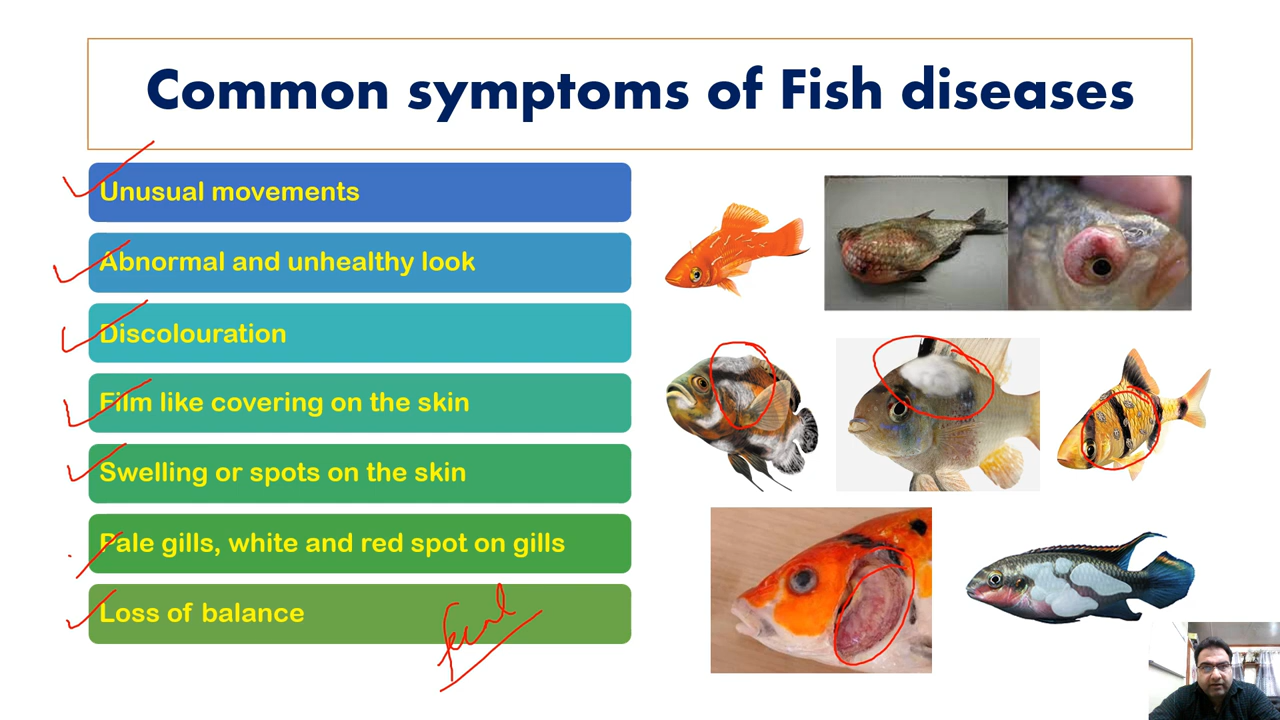 Common symptoms of Fish diseases
Unusual movements
Abnormal and unhealthy look
Discolouration
Film like covering on the skin
Swelling or spots on the skin
Pale gills, white and red spot on gills
Loss of balance